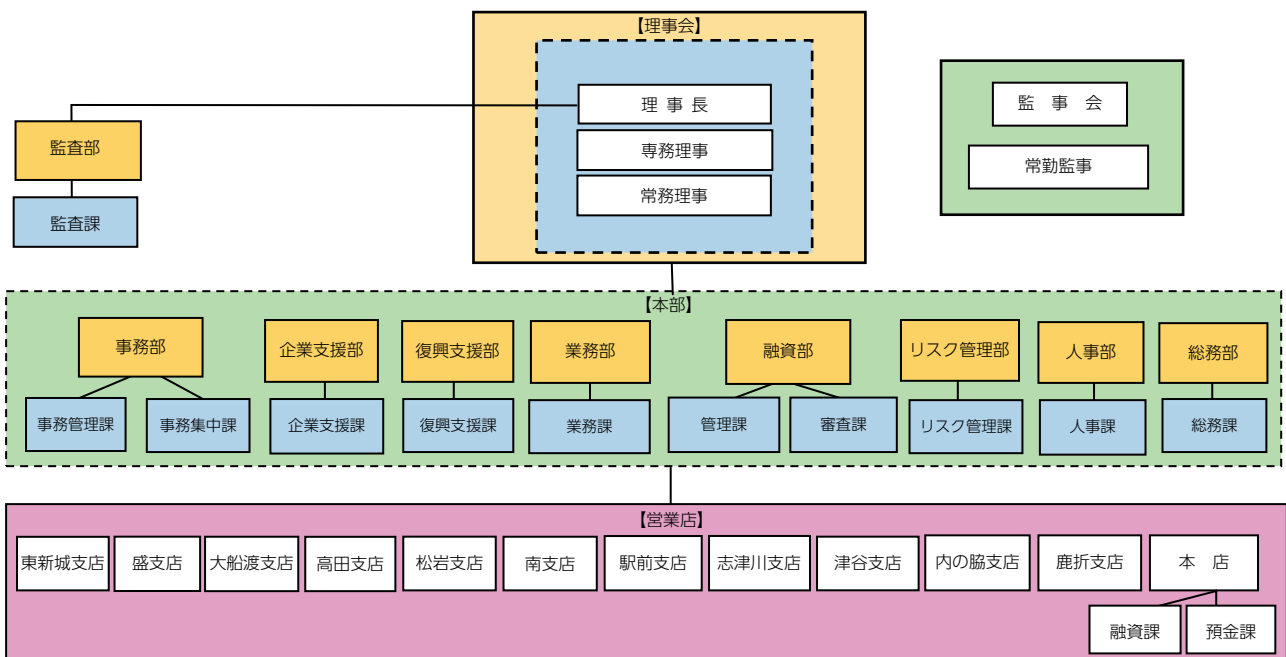 【理事会】
理 事 長
専務理事
常務理事
監 事 会
常勤監事
監査部
監査課
【本部】
事務部
企業支援部
復興支援部
業務部
融資部
リスク管理部
人事部
総務部
事務管理課
事務集中課
企業支援課
復興支援課
業務課
管理課
審査課
リスク管理課
人事課
総務課
【営業店】
東新城支店
盛支店
大船渡支店
高田支店
松岩支店
南支店
駅前支店
志津川支店
津谷支店
内の脇支店
鹿折支店
本 店
融資課
預金課